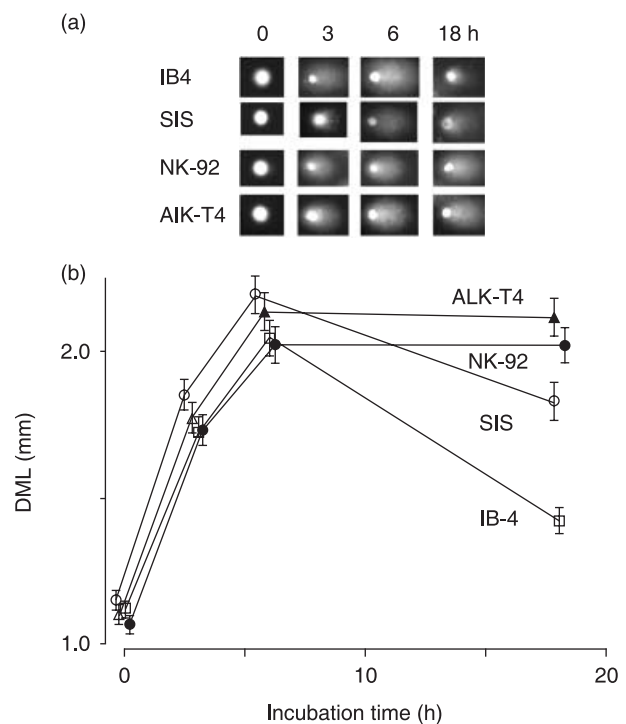 (a)
0 3 6 18 h
IB4
SIS
NK-92
AIK-T4
(b)
ALK-T4
2.0
NK-92
SIS
DML (mm)
IB-4
1.0
0 10 20
Incubation time (h)